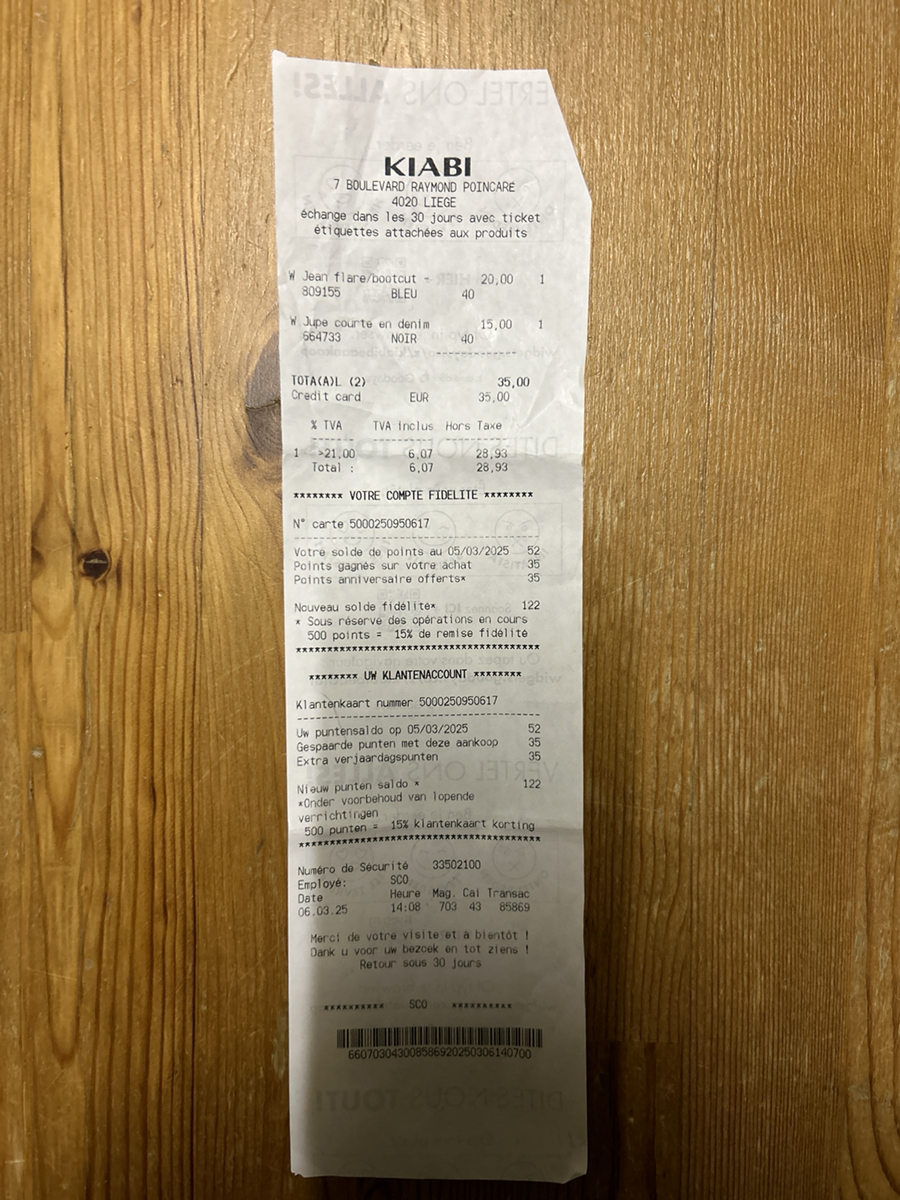 KIABI
7 BOULEVARD RAYMOND POINCARE
4020 LIEGE
échange dans les 30 jours avec ticket
étiquettes attachées aux produits
W Jean flare/bootcut - 20,00 1
809155 BLEU 40
W Jupe courte en denim 15,00 1
664733 NOIR 40
------------
TOTA(A)L (2) 35,00
Credit card EUR 35,00
% TVA TVA inclus Hors Taxe
------- ---------- ---------
1 >21,00 6,07 28,93
Total : 6,07 28,93
******** VOTRE COMPTE FIDELITE ********
N° carte 5000250950617
----------------------------------------
Votre solde de points au 05/03/2025 52
Points gagnés sur votre achat 35
Points anniversaire offerts* 35
Nouveau solde fidélité* 122
* Sous réserve des opérations en cours
500 points = 15% de remise fidélité
****************************************
******** UW KLANTENACCOUNT ********
Klantenkaart nummer 5000250950617
----------------------------------------
Uw puntensaldo op 05/03/2025 52
Gespaarde punten met deze aankoop 35
Extra verjaardagspunten 35
Nieuw punten saldo * 122
*Onder voorbehoud van lopende
verrichtingen
500 punten = 15% klantenkaart korting
****************************************
Numéro de Sécurité 33502100
Employé: SCO
Date Heure Mag. Cai Transac
06.03.25 14:08 703 43 85869
Merci de votre visite et à bientôt !
Dank u voor uw bezoek en tot ziens !
Retour sous 30 jours
********** SCO **********
660703043008586920250306140700